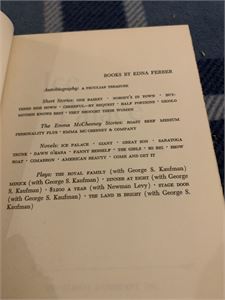 BOOKS BY EDNA FERBER
Autobiography: A PECULIAR TREASURE
Short Stories: ONE BASKET · NOBODY'S IN TOWN · BUT-
TERED SIDE DOWN · CHEERFUL—BY REQUEST · HALF PORTIONS · GIGOLO
MOTHER KNOWS BEST · THEY BROUGHT THEIR WOMEN
The Emma McChesney Stories: ROAST BEEF MEDIUM
PERSONALITY PLUS · EMMA MC CHESNEY & COMPANY
Novels: ICE PALACE · GIANT · GREAT SON · SARATOGA
TRUNK · DAWN O'HARA · FANNY HERSELF · THE GIRLS · SO BIG · SHOW
BOAT · CIMARRON · AMERICAN BEAUTY · COME AND GET IT
Plays: THE ROYAL FAMILY (with George S. Kaufman)
MINICK (with George S. Kaufman) · DINNER AT EIGHT (with George
S. Kaufman) · $1200 A YEAR (with Newman Levy) · STAGE DOOR
(with George S. Kaufman) · THE LAND IS BRIGHT (with George
S. Kaufman)